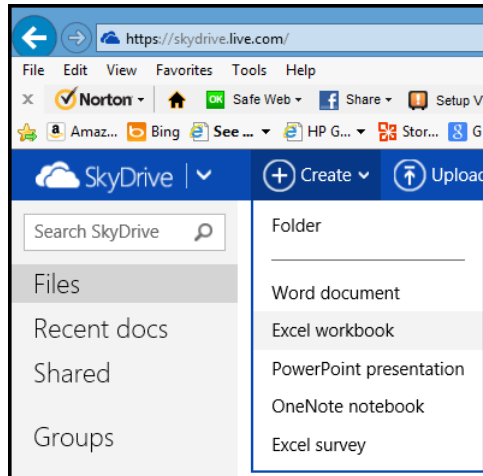 https://skydrive.live.com/
File Edit View Favorites Tools Help
x Norton Safe Web Share Setup V
Amaz... Bing See ... HP G... Stor... G
SkyDrive Create Upload
Search SkyDrive
Folder
Files
Word document
Recent docs
Excel workbook
Shared
PowerPoint presentation
OneNote notebook
Groups
Excel survey